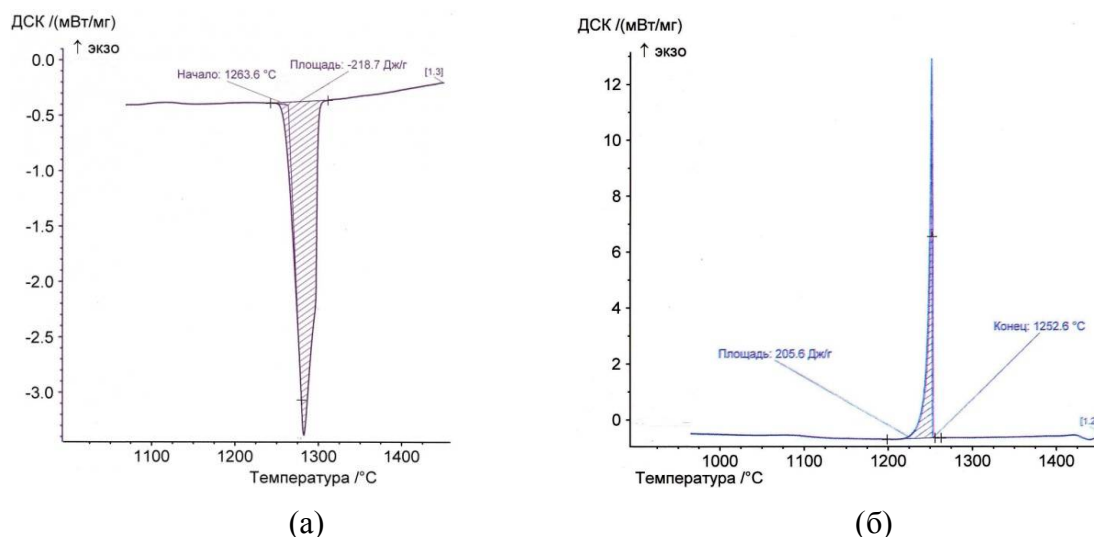 ДСК /(мВт/мг)
↑ экзо
0.0
-0.5
-1.0
-1.5
-2.0
-2.5
-3.0
Начало: 1263.6 °C
Площадь: -218.7 Дж/г
[1.3]
1100
1200
1300
1400
Температура /°C
(а)
ДСК /(мВт/мг)
↑ экзо
12
10
8
6
4
2
0
Площадь: 205.6 Дж/г
Конец: 1252.6 °C
[1.2
1000
1100
1200
1300
1400
Температура /°C
(б)